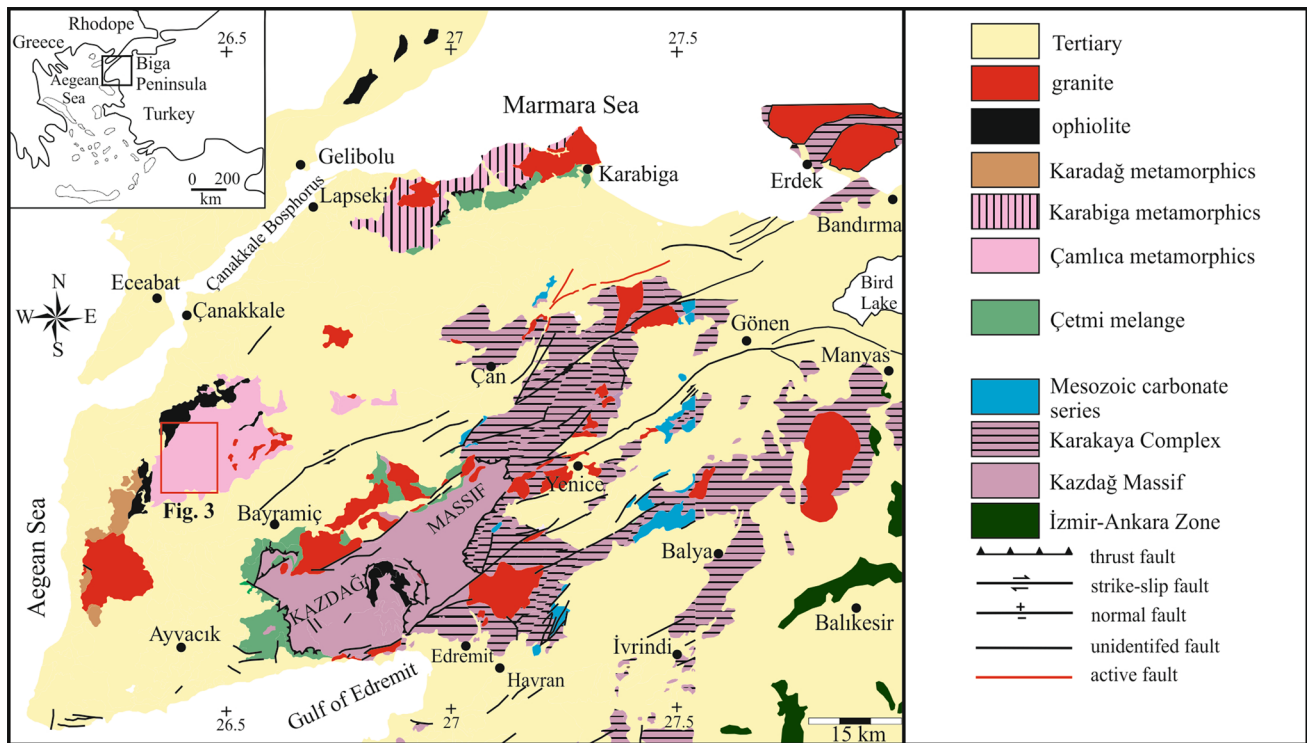 Rhodope
Greece
26.5
27
27.5
Biga
Peninsula
Aegean
Sea
Turkey
0 200
km
Marmara Sea
Gelibolu
Lapseki
Karabiga
Erdek
Bandırma
Çanakkale Bosphorus
Bird
Lake
N
W E
S
Eceabat
Çanakkale
Gönen
Manyas
Çan
Fig. 3
Yenice
Bayramiç
KAZDAĞ MASSIF
Balya
Aegean Sea
Ayvacık
Edremit
Havran
İvrindi
Balıkesir
Gulf of Edremit
26.5
27
27.5
15 km
Tertiary
granite
ophiolite
Karadağ metamorphics
Karabiga metamorphics
Çamlıca metamorphics
Çetmi melange
Mesozoic carbonate
series
Karakaya Complex
Kazdağ Massif
İzmir-Ankara Zone
thrust fault
strike-slip fault
normal fault
unidentifed fault
active fault